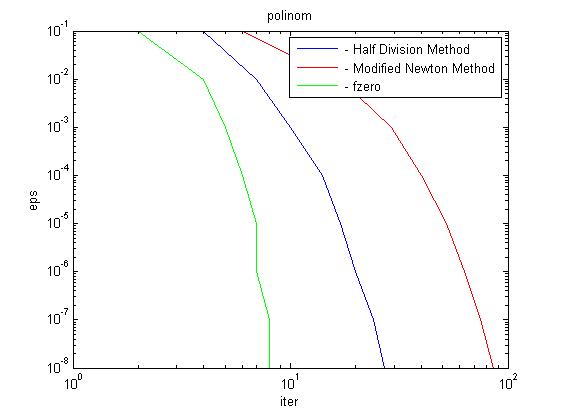 polinom
- Half Division Method
- Modified Newton Method
- fzero
eps
10^-1
10^-2
10^-3
10^-4
10^-5
10^-6
10^-7
10^-8
10^0
10^1
10^2
iter